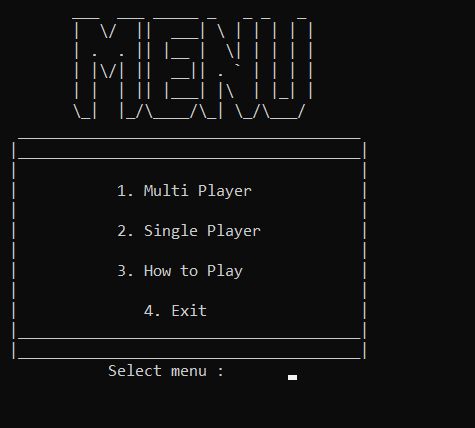 MENU
1. Multi Player
2. Single Player
3. How to Play
4. Exit
Select menu :